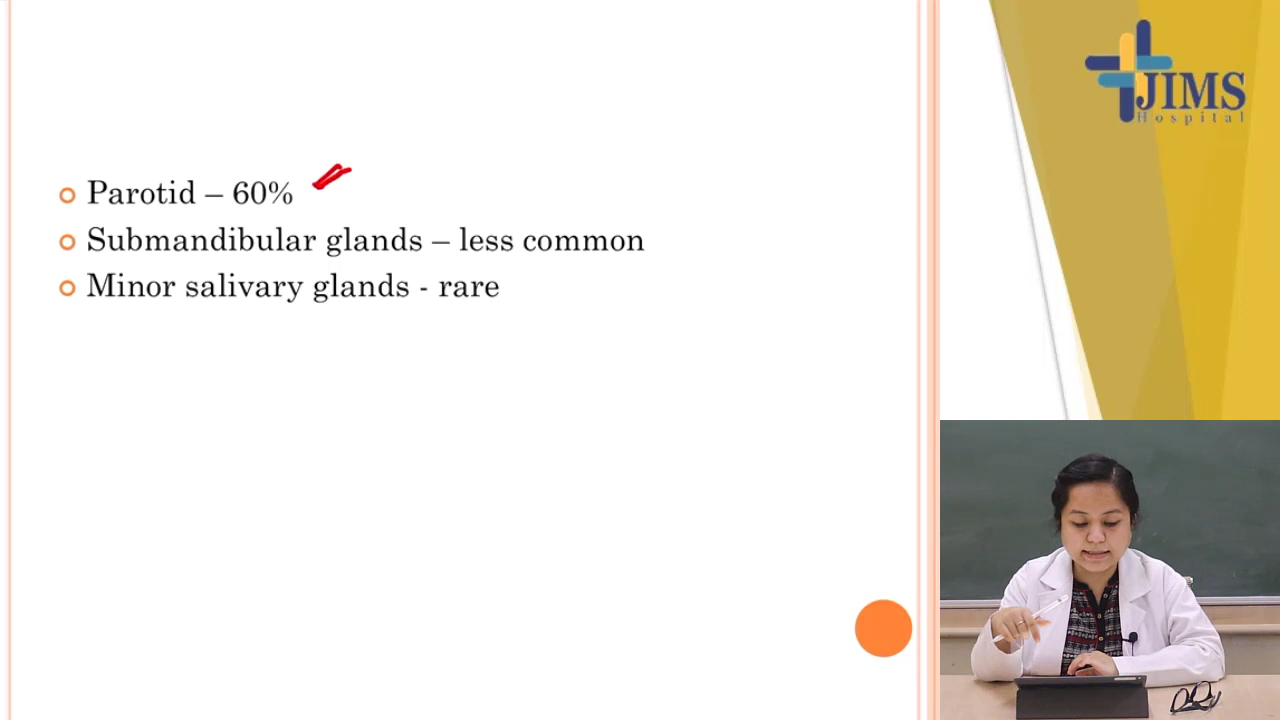 Parotid – 60%
Submandibular glands – less common
Minor salivary glands - rare
JIMS
Hospital